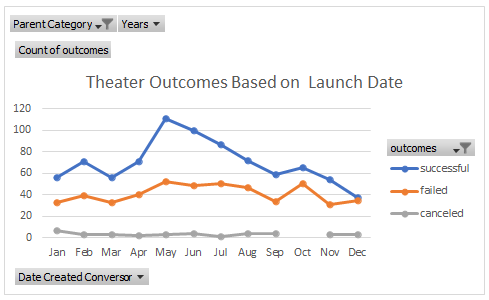 Parent Category Years
Count of outcomes
Theater Outcomes Based on Launch Date
120
100
80
60
40
20
0
Jan Feb Mar Apr May Jun Jul Aug Sep Oct Nov Dec
outcomes
successful
failed
canceled
Date Created Conversor